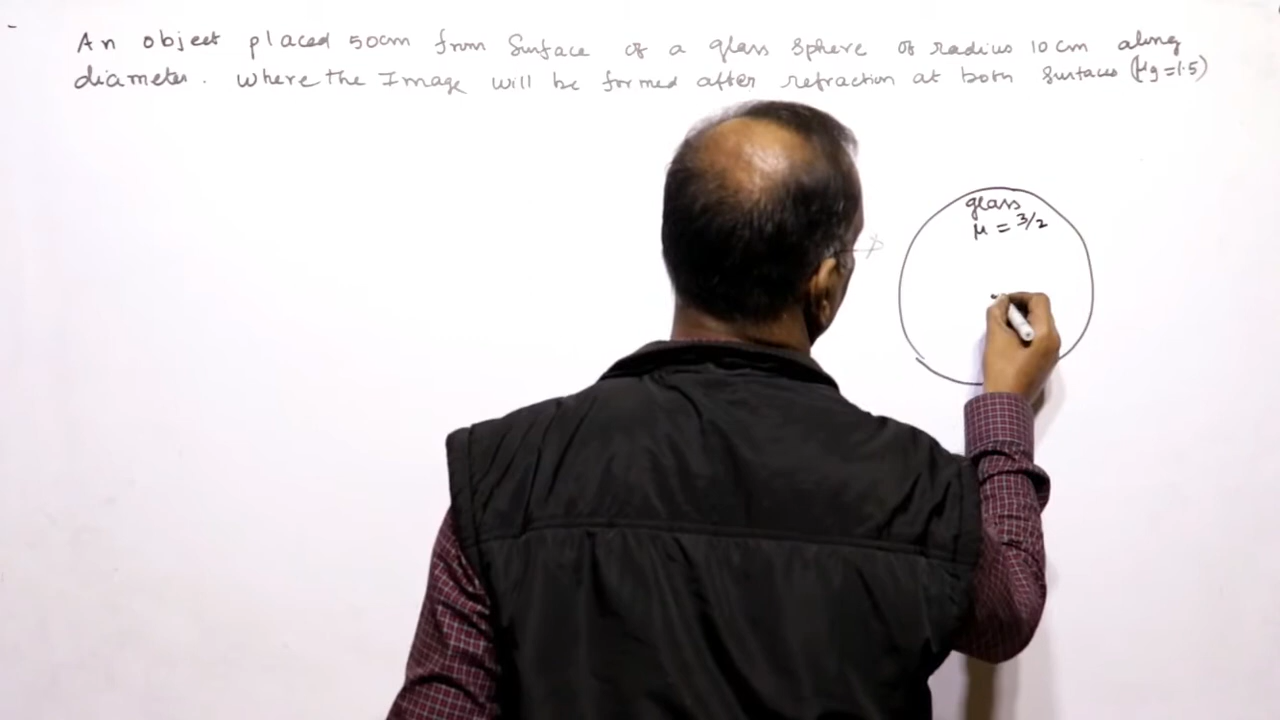 An object placed 50cm from Surface of a glass sphere of radius 10 cm along
diameter. Where the Image will be formed after refraction at both surfaces (μg=1.5)
glass
μ = 3/2